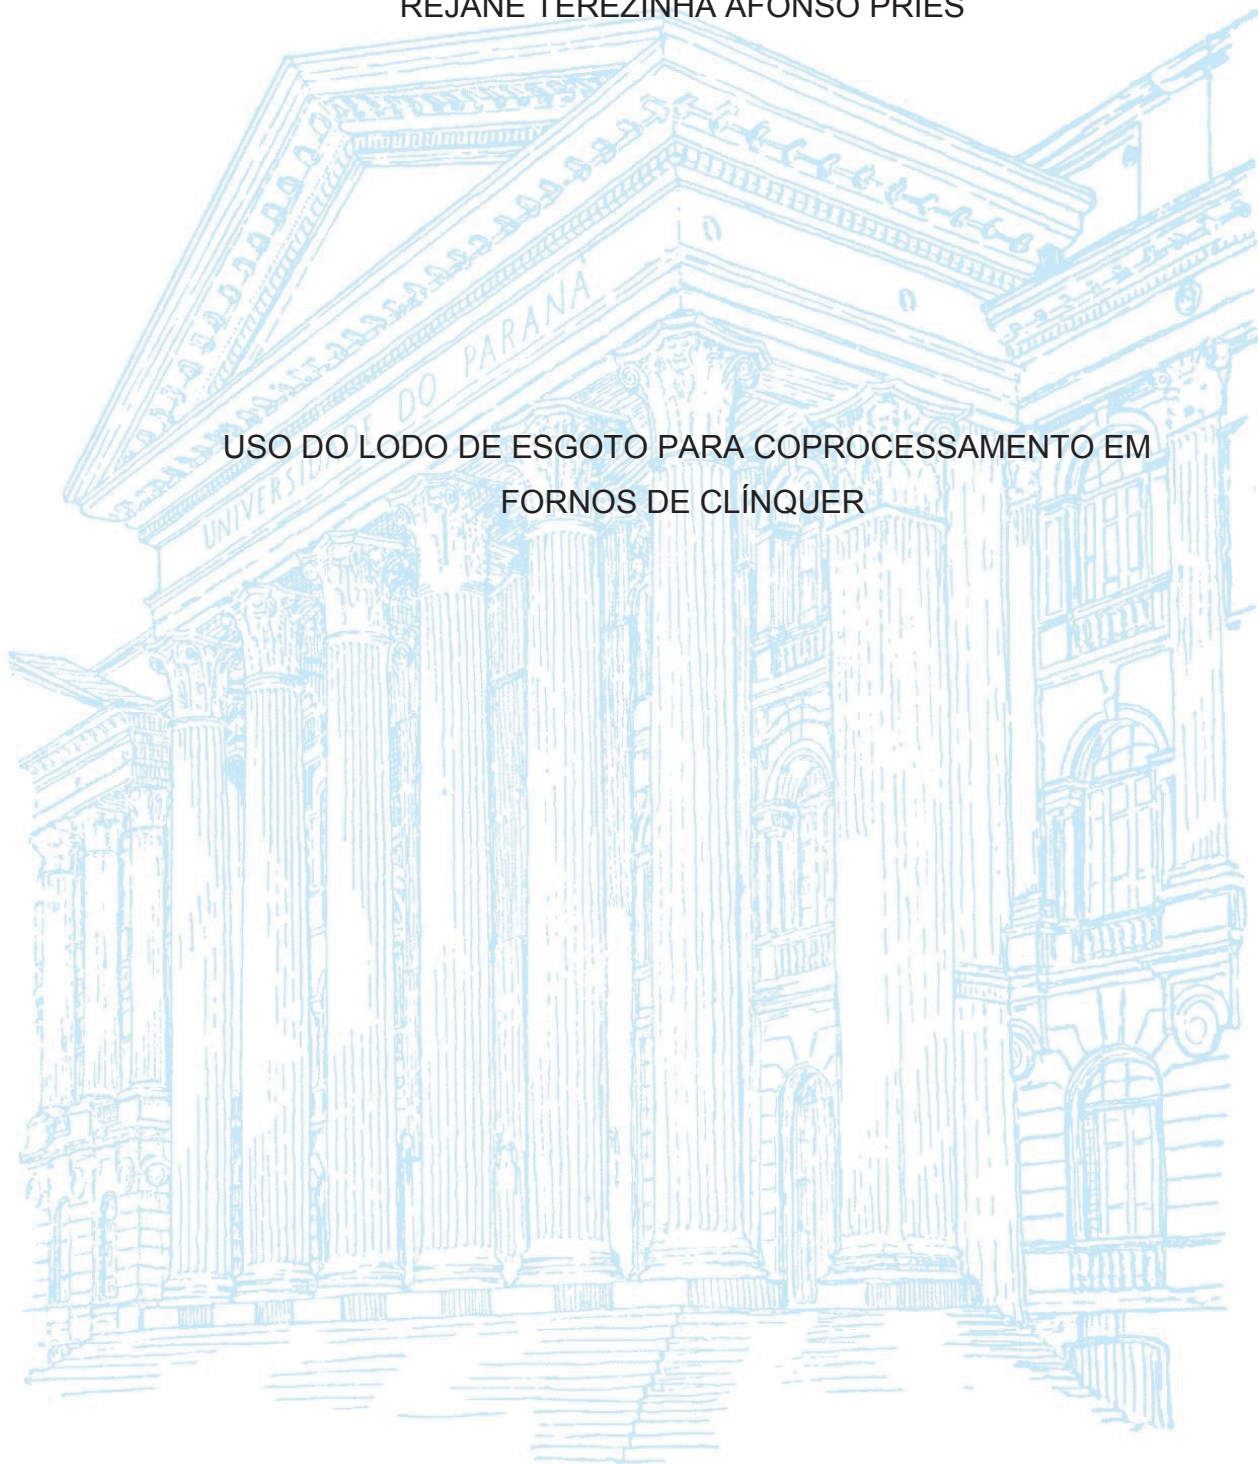 REJANE TEREZINHA AFONSO PRIES
UNIVERSIDADE DO PARANÁ
USO DO LODO DE ESGOTO PARA COPROCESSAMENTO EM
FORNOS DE CLÍNQUER